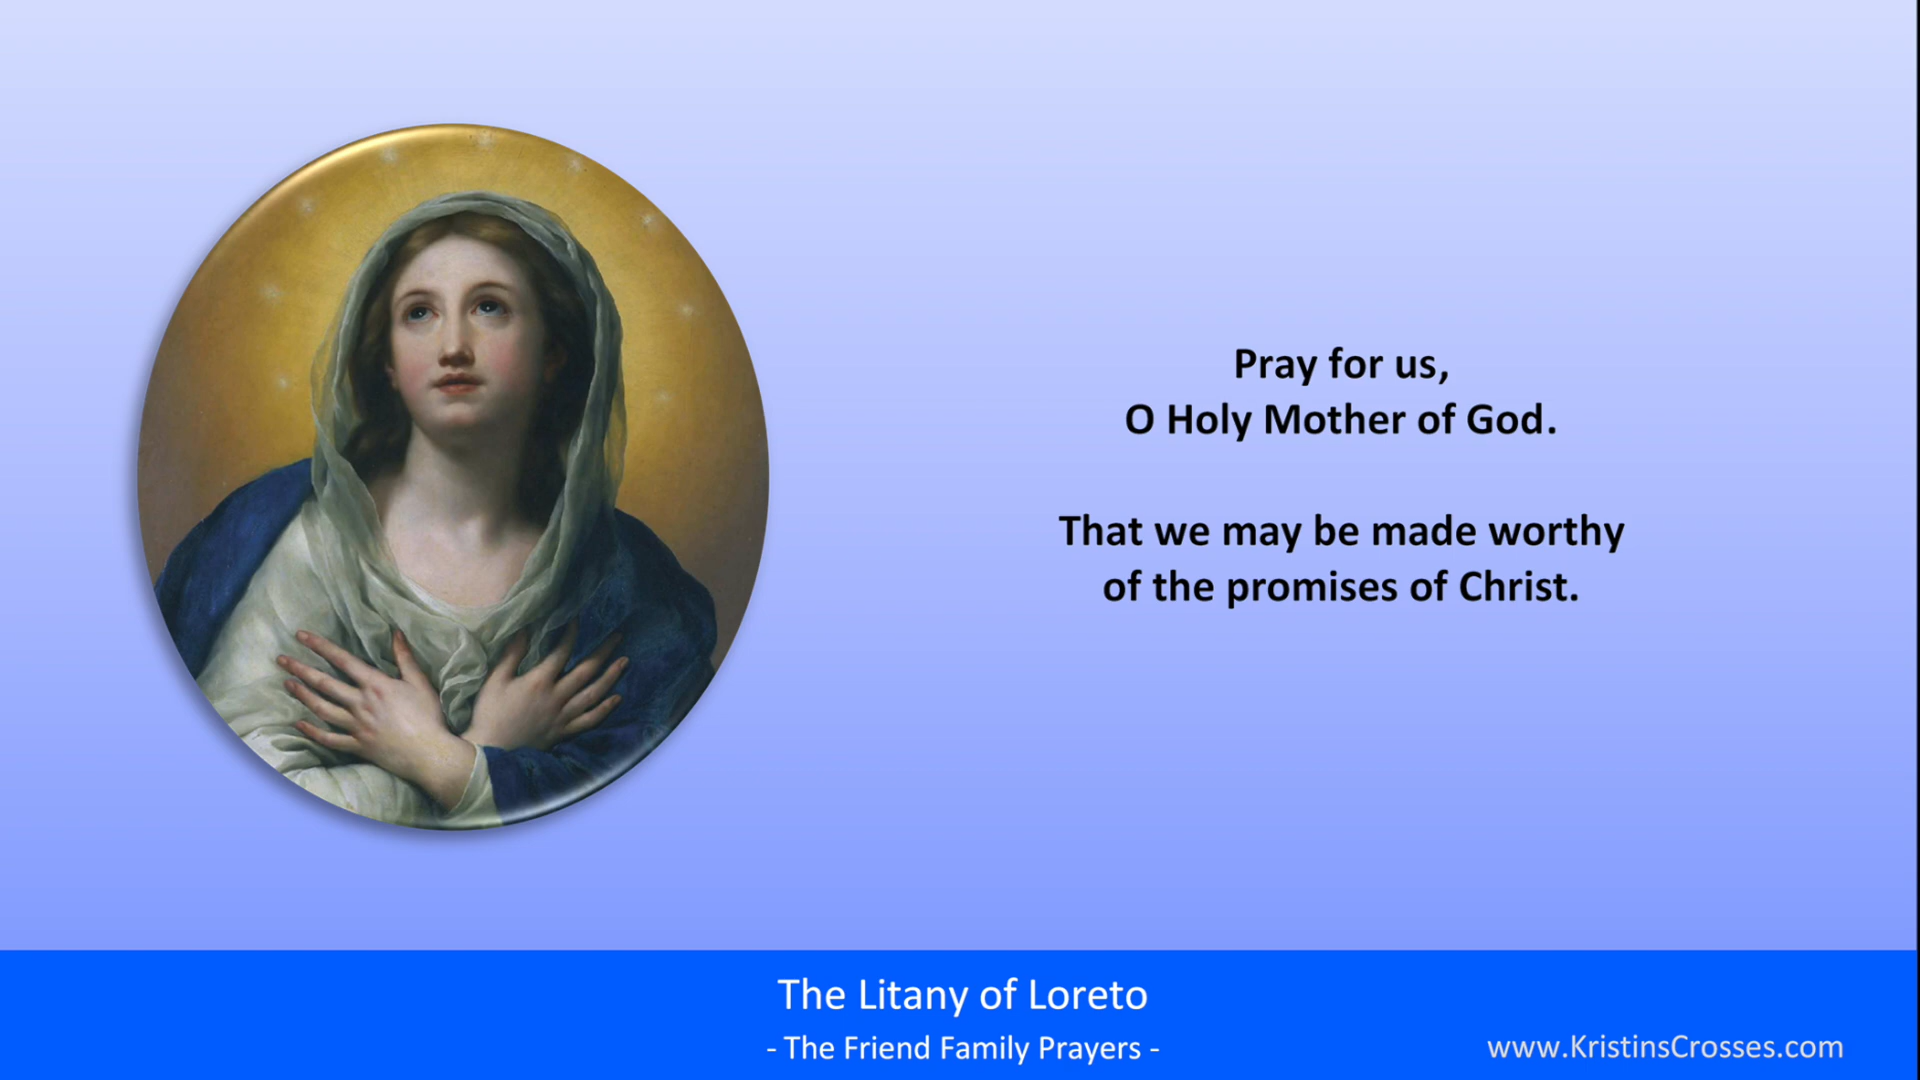 Pray for us,
O Holy Mother of God.
That we may be made worthy
of the promises of Christ.
The Litany of Loreto
- The Friend Family Prayers -
www.KristinsCrosses.com